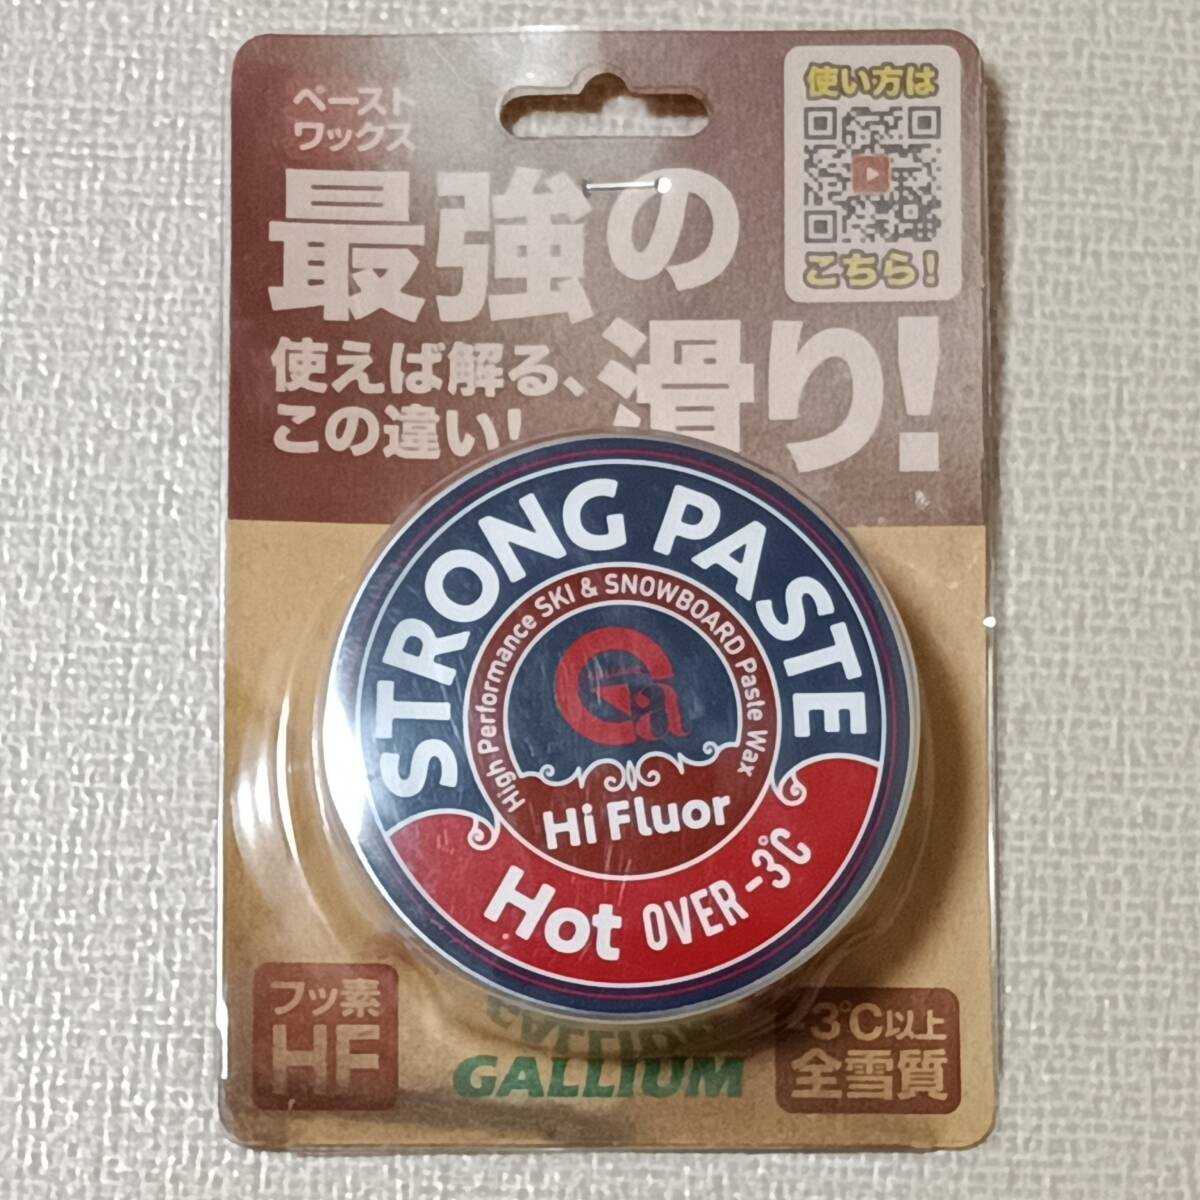 ペースト
ワックス
最強の
滑り!
使えば解る、
この違い!
使い方は
こちら!
STRONG PASTE
High Performance SKI & SNOWBOARD Paste Wax
Ga
Hi Fluor
Hot OVER -3℃
フッ素
HF
GALLIUM
-3℃以上
全雪質